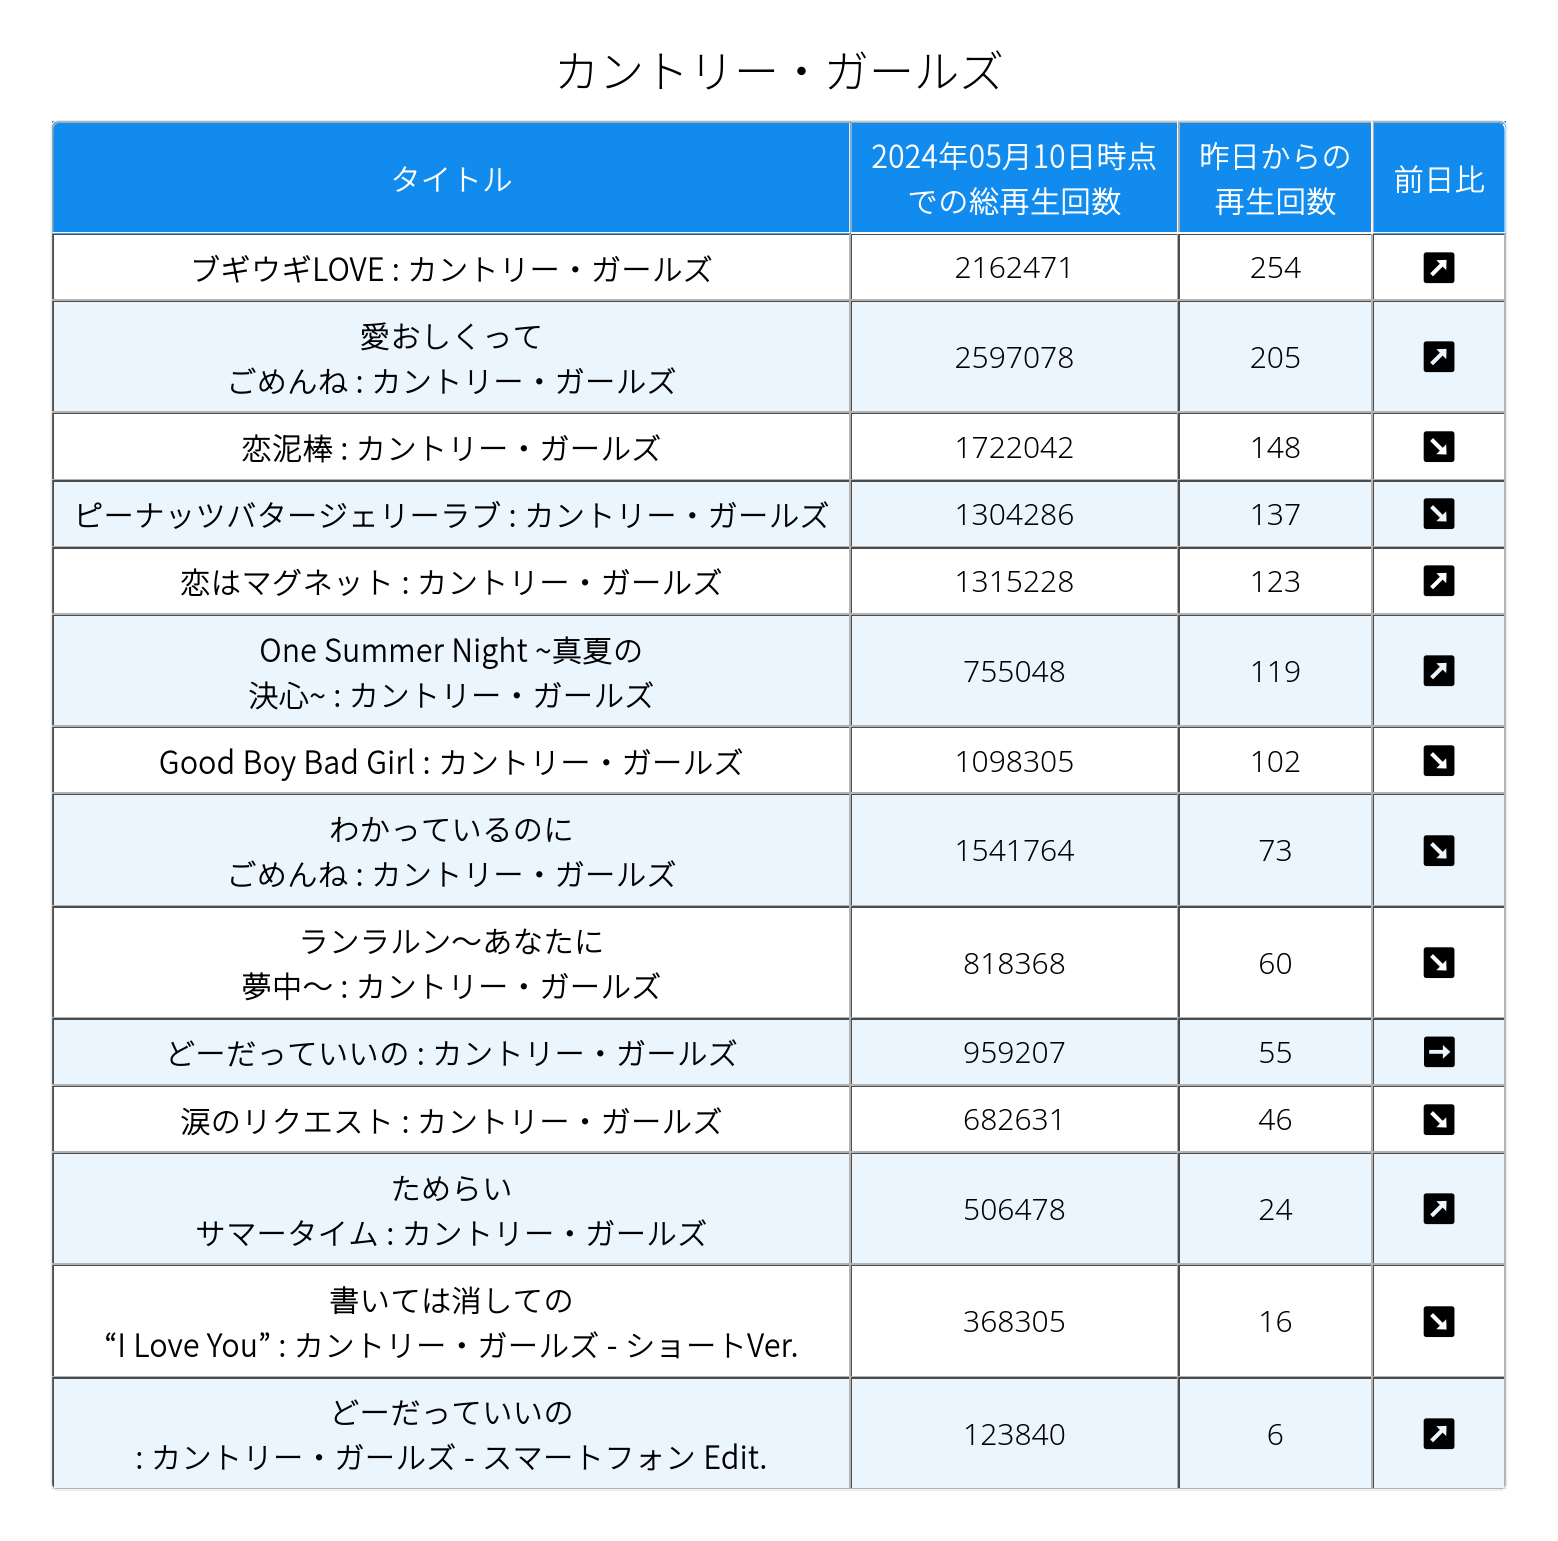 カントリー・ガールズ
タイトル
2024年05月10日時点
での総再生回数
昨日からの
再生回数
前日比
ブギウギLOVE : カントリー・ガールズ
2162471
254
↗
愛おしくって
ごめんね : カントリー・ガールズ
2597078
205
↗
恋泥棒 : カントリー・ガールズ
1722042
148
↘
ピーナッツバタージェリーラブ : カントリー・ガールズ
1304286
137
↘
恋はマグネット : カントリー・ガールズ
1315228
123
↗
One Summer Night ~真夏の
決心~ : カントリー・ガールズ
755048
119
↗
Good Boy Bad Girl : カントリー・ガールズ
1098305
102
↘
わかっているのに
ごめんね : カントリー・ガールズ
1541764
73
↘
ランラルン〜あなたに
夢中〜 : カントリー・ガールズ
818368
60
↘
どーだっていいの : カントリー・ガールズ
959207
55
→
涙のリクエスト : カントリー・ガールズ
682631
46
↘
ためらい
サマータイム : カントリー・ガールズ
506478
24
↗
書いては消しての
“I Love You” : カントリー・ガールズ - ショートVer.
368305
16
↘
どーだっていいの
: カントリー・ガールズ - スマートフォン Edit.
123840
6
↗